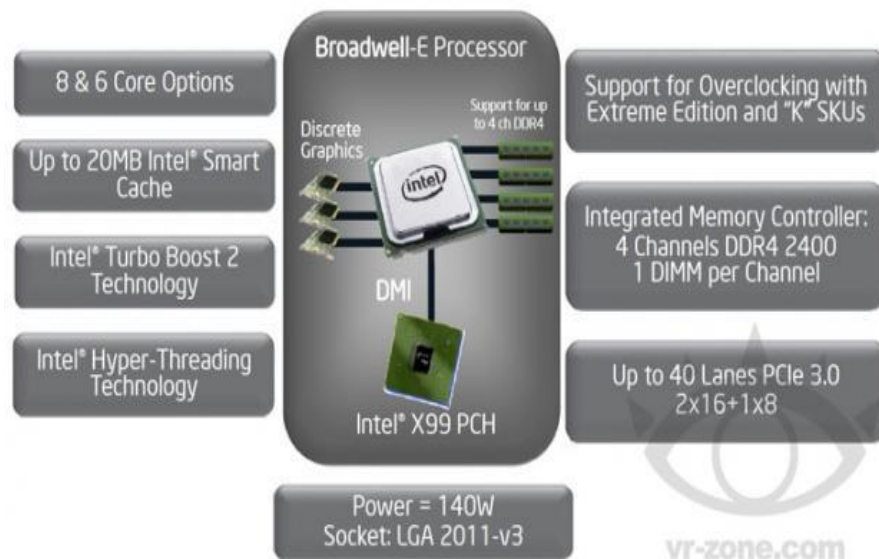 Broadwell-E Processor
8 & 6 Core Options
Up to 20MB Intel® Smart
Cache
Intel® Turbo Boost 2
Technology
Intel® Hyper-Threading
Technology
Discrete
Graphics
Support for up
to 4 ch DDR4
intel
DMI
Intel® X99 PCH
Support for Overclocking with
Extreme Edition and "K" SKUs
Integrated Memory Controller:
4 Channels DDR4 2400
1 DIMM per Channel
Up to 40 Lanes PCIe 3.0
2x16+1x8
Power = 140W
Socket: LGA 2011-v3
vr-zone.com